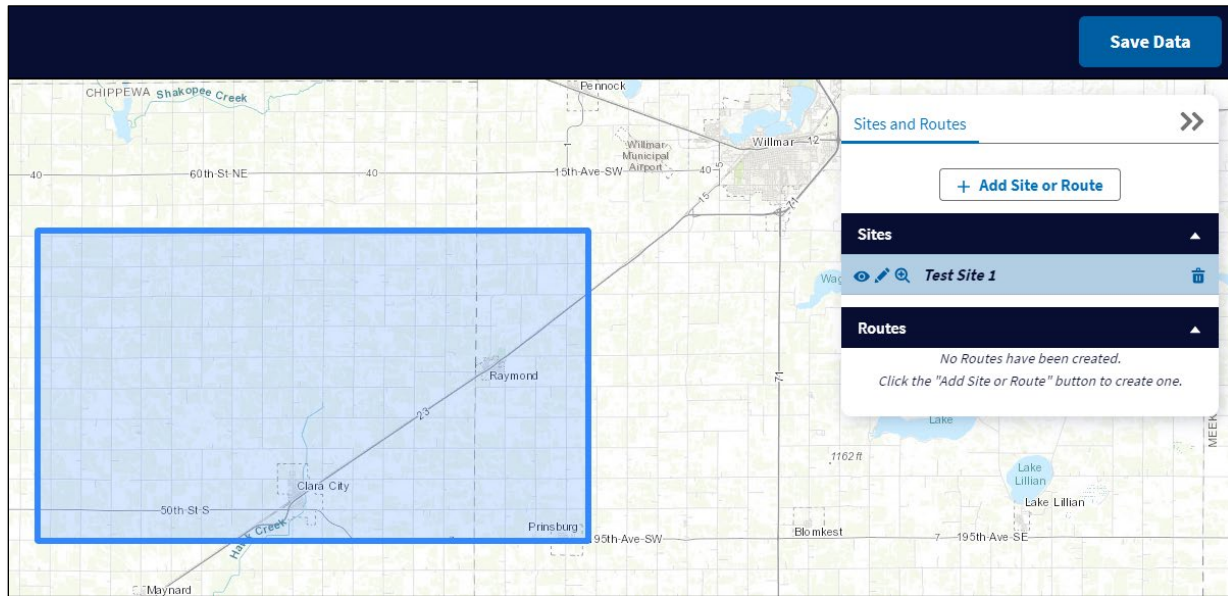 Save Data
CHIPPEWA
Shakopee Creek
Pennock
Sites and Routes
Willmar
12
Willmar
Municipal
Airport
40
60th-St-NE
40
1
15th-Ave-SW
40
5
+ Add Site or Route
15
71
Sites
Test Site 1
Wag
Routes
No Routes have been created.
Click the "Add Site or Route" button to create one.
Raymond
71
23
Lake
MEEK
1162 ft
Lake
Lillian
Clara City
Lake Lillian
50th-St-S
Hawk Creek
Prinsburg
195th-Ave-SW
Blomkest
7
195th-Ave-SE
Maynard